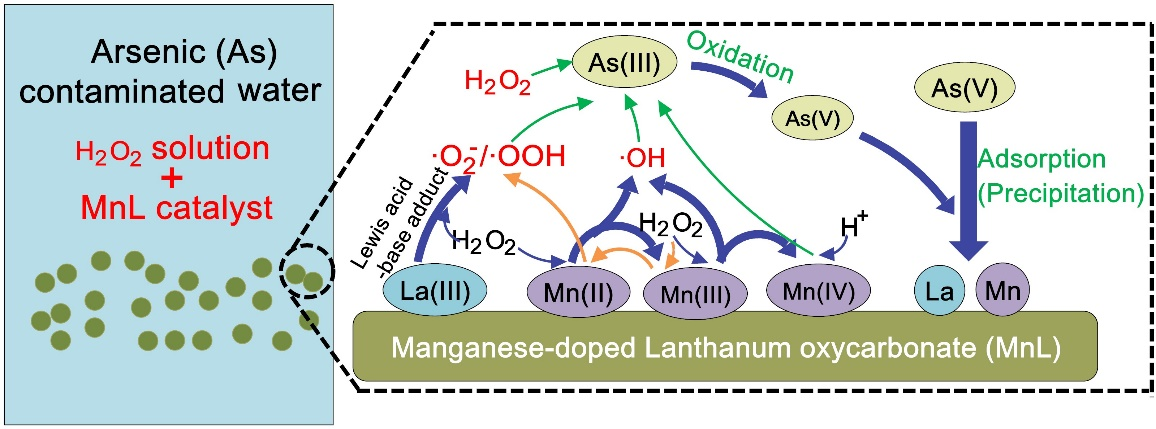 Arsenic (As)
contaminated water
H₂O₂ solution
+
MnL catalyst
H₂O₂
As(III)
Oxidation
As(V)
As(V)
Adsorption
(Precipitation)
·O₂⁻/·OOH
·OH
Lewis acid
-base adduct
H₂O₂
H₂O₂
H⁺
La(III)
Mn(II)
Mn(III)
Mn(IV)
La
Mn
Manganese-doped Lanthanum oxycarbonate (MnL)